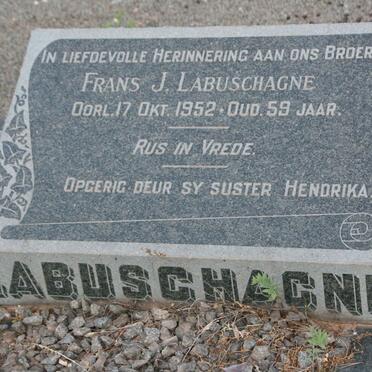 In liefdevolle Herinnering aan ons Broer
Frans J. Labuschagne
Oorl. 17 Okt. 1952 • Oud. 59 jaar.
Rus in Vrede.
Opgerig deur sy suster Hendrika
LABUSCHAGNE